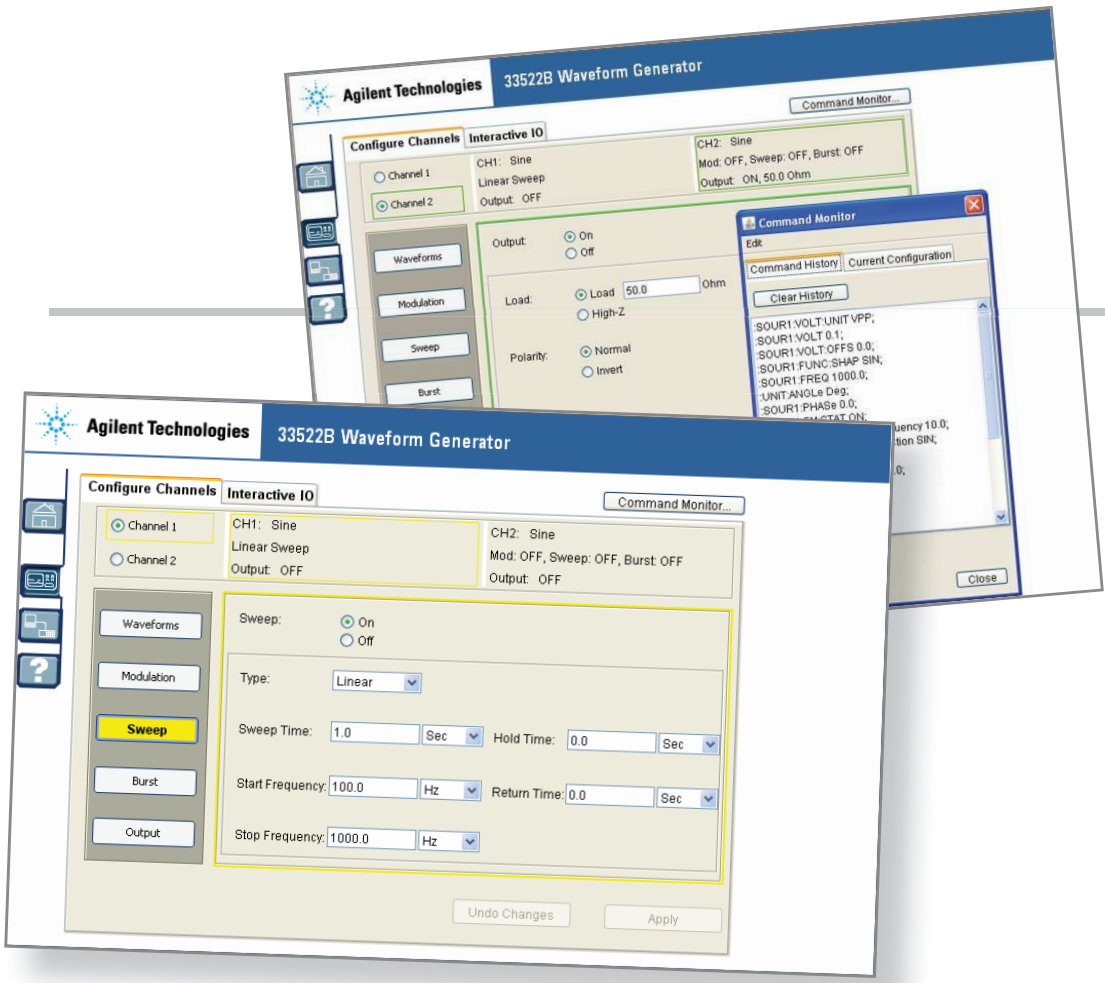 Agilent Technologies
33522B Waveform Generator
Command Monitor...
Configure Channels
Interactive IO
Channel 1
Channel 2
CH1: Sine
Linear Sweep
Output: OFF
CH2: Sine
Mod: OFF, Sweep: OFF, Burst: OFF
Output: ON, 50.0 Ohm
Waveforms
Modulation
Sweep
Burst
Output:
On
Off
Load:
Load 50.0 Ohm
High-Z
Polarity:
Normal
Invert
Command Monitor
Edit
Command History
Current Configuration
Clear History
:SOUR1:VOLT:UNIT VPP;
:SOUR1:VOLT 0.1;
:SOUR1:VOLT:OFFS 0.0;
:SOUR1:FUNC:SHAP SIN;
:SOUR1:FREQ 1000.0;
:UNIT:ANGLe Deg;
:SOUR1:PHASe 0.0;
:STAT ON;
uency 10.0;
tion SIN;
.0;
Close
Agilent Technologies
33522B Waveform Generator
Configure Channels
Interactive IO
Command Monitor...
Channel 1
Channel 2
CH1: Sine
Linear Sweep
Output: OFF
CH2: Sine
Mod: OFF, Sweep: OFF, Burst: OFF
Output: OFF
Waveforms
Modulation
Sweep
Burst
Output
Sweep:
On
Off
Type: Linear
Sweep Time: 1.0 Sec Hold Time: 0.0 Sec
Start Frequency: 100.0 Hz Return Time: 0.0 Sec
Stop Frequency: 1000.0 Hz
Undo Changes
Apply